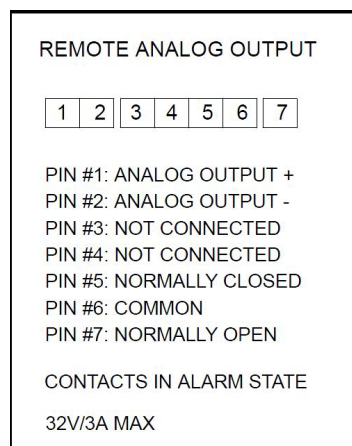 REMOTE ANALOG OUTPUT
1 2 3 4 5 6 7
PIN #1: ANALOG OUTPUT +
PIN #2: ANALOG OUTPUT -
PIN #3: NOT CONNECTED
PIN #4: NOT CONNECTED
PIN #5: NORMALLY CLOSED
PIN #6: COMMON
PIN #7: NORMALLY OPEN
CONTACTS IN ALARM STATE
32V/3A MAX